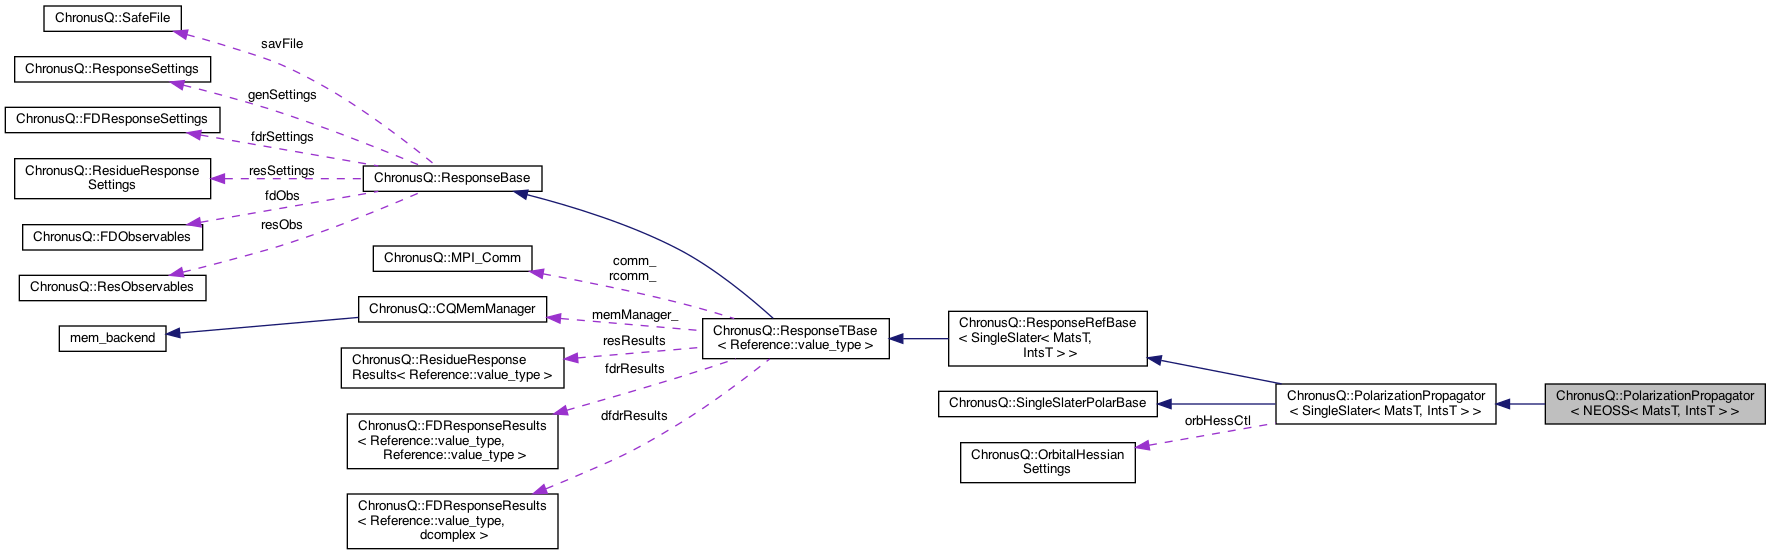 ChronusQ::SafeFile
savFile
ChronusQ::ResponseSettings
genSettings
ChronusQ::FDResponseSettings
fdrSettings
ChronusQ::ResidueResponse
Settings
resSettings
ChronusQ::ResponseBase
fdObs
ChronusQ::FDObservables
resObs
ChronusQ::ResObservables
ChronusQ::MPI_Comm
comm_
rcomm_
ChronusQ::CQMemManager
mem_backend
memManager_
ChronusQ::ResponseTBase
< Reference::value_type >
ChronusQ::ResidueResponse
Results< Reference::value_type >
resResults
fdrResults
ChronusQ::FDResponseResults
< Reference::value_type,
Reference::value_type >
dfdrResults
ChronusQ::FDResponseResults
< Reference::value_type,
dcomplex >
ChronusQ::ResponseRefBase
< SingleSlater< MatsT,
IntsT > >
ChronusQ::SingleSlaterPolarBase
ChronusQ::PolarizationPropagator
< SingleSlater< MatsT, IntsT > >
ChronusQ::PolarizationPropagator
< NEOSS< MatsT, IntsT > >
orbHessCtl
ChronusQ::OrbitalHessian
Settings